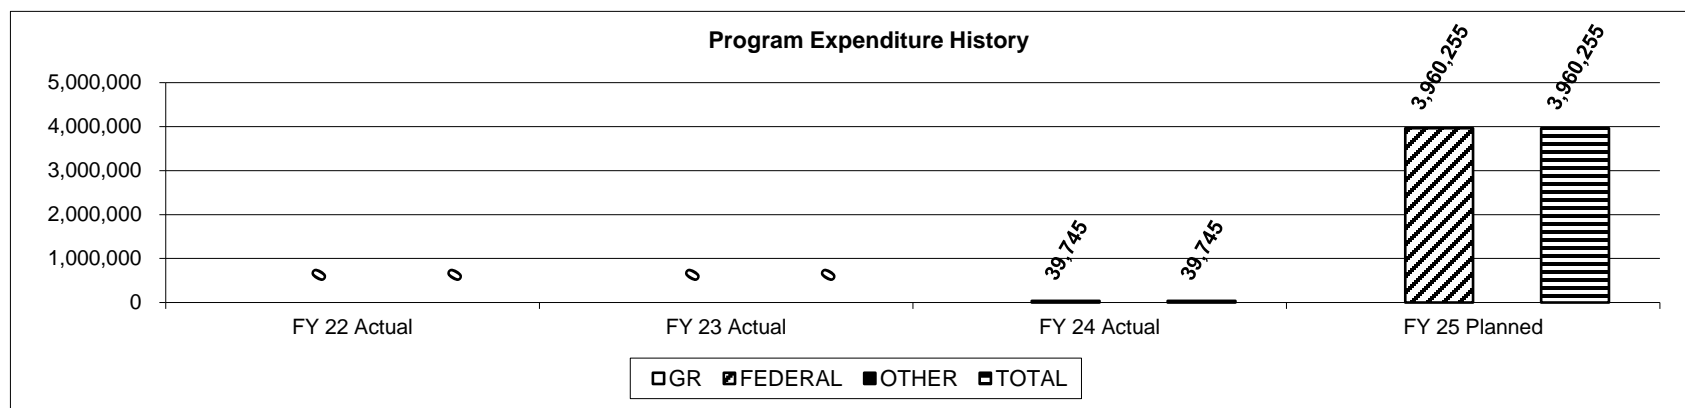 Program Expenditure History
5,000,000
4,000,000
3,000,000
2,000,000
1,000,000
0
0
0
0
0
39,745
39,745
3,960,255
3,960,255
FY 22 Actual
FY 23 Actual
FY 24 Actual
FY 25 Planned
GR FEDERAL OTHER TOTAL